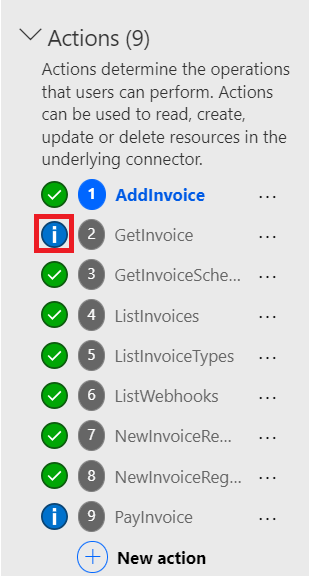 Actions (9)
Actions determine the operations
that users can perform. Actions
can be used to read, create,
update or delete resources in the
underlying connector.
1 AddInvoice ...
i 2 GetInvoice ...
3 GetInvoiceSche... ...
4 ListInvoices ...
5 ListInvoiceTypes ...
6 ListWebhooks ...
7 NewInvoiceRe... ...
8 NewInvoiceReg... ...
i 9 PayInvoice ...
New action